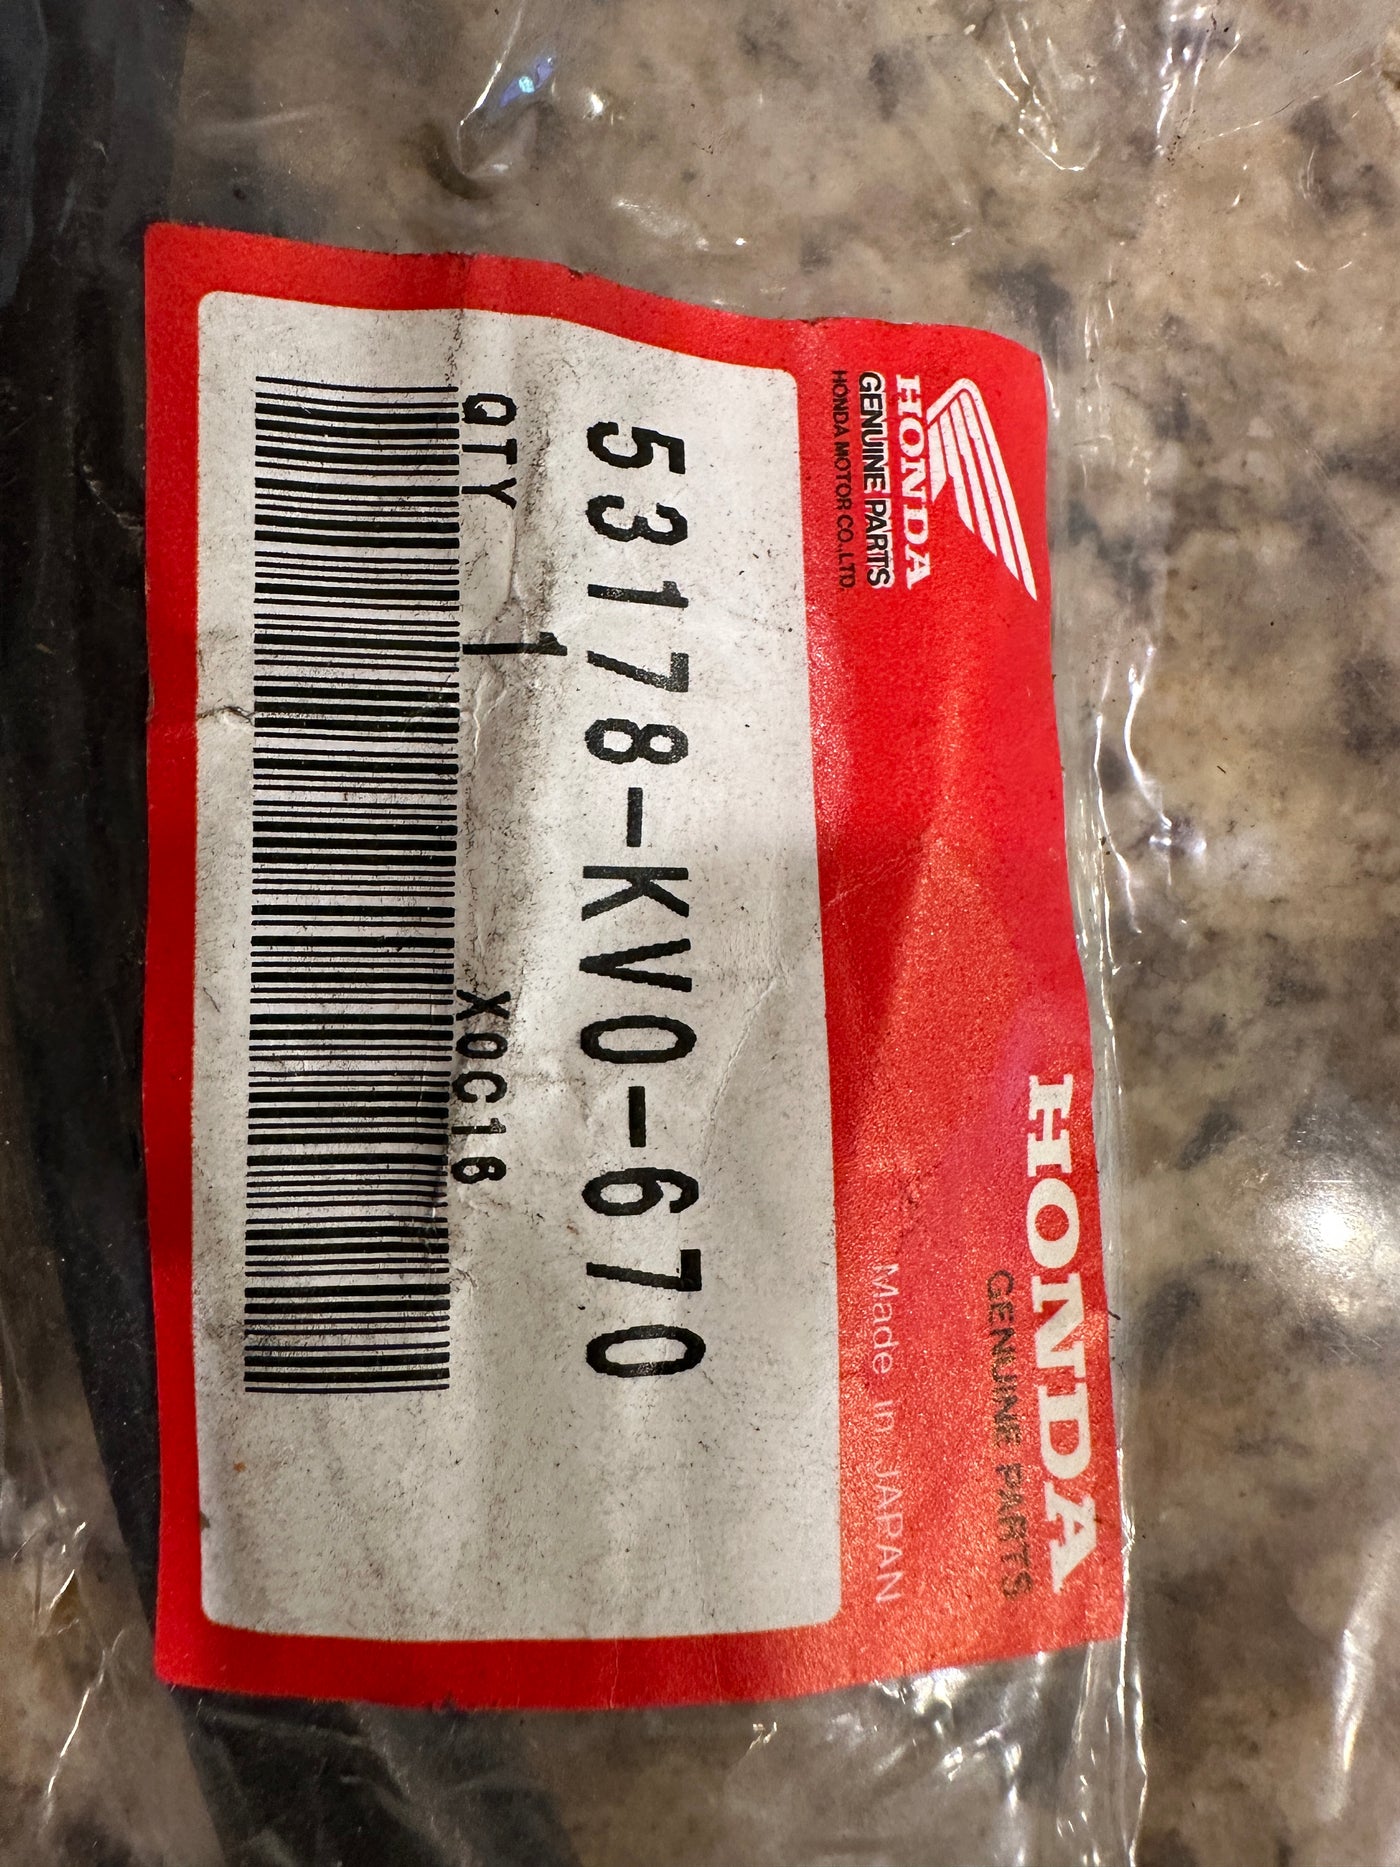 HONDA
GENUINE PARTS
HONDA MOTOR CO.,LTD.
HONDA
GENUINE PARTS
Made in JAPAN
53178-KV0-670
QTY 1 X0C18